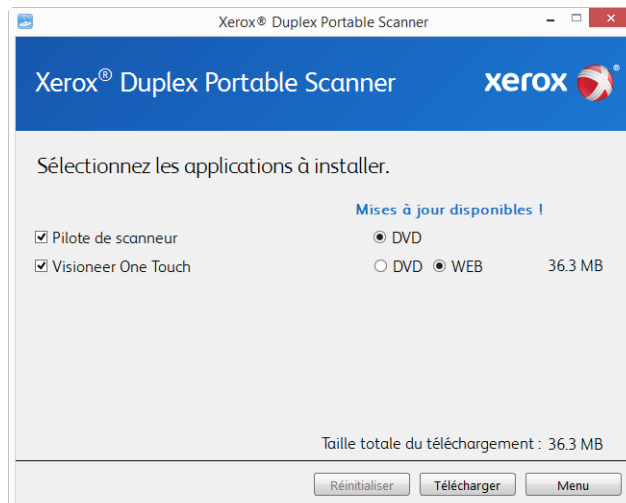 Xerox® Duplex Portable Scanner
Xerox® Duplex Portable Scanner
xerox ®
Sélectionnez les applications à installer.
Mises à jour disponibles !
Pilote de scanneur DVD
Visioneer One Touch DVD WEB 36.3 MB
Taille totale du téléchargement : 36.3 MB
Réinitialiser Télécharger Menu